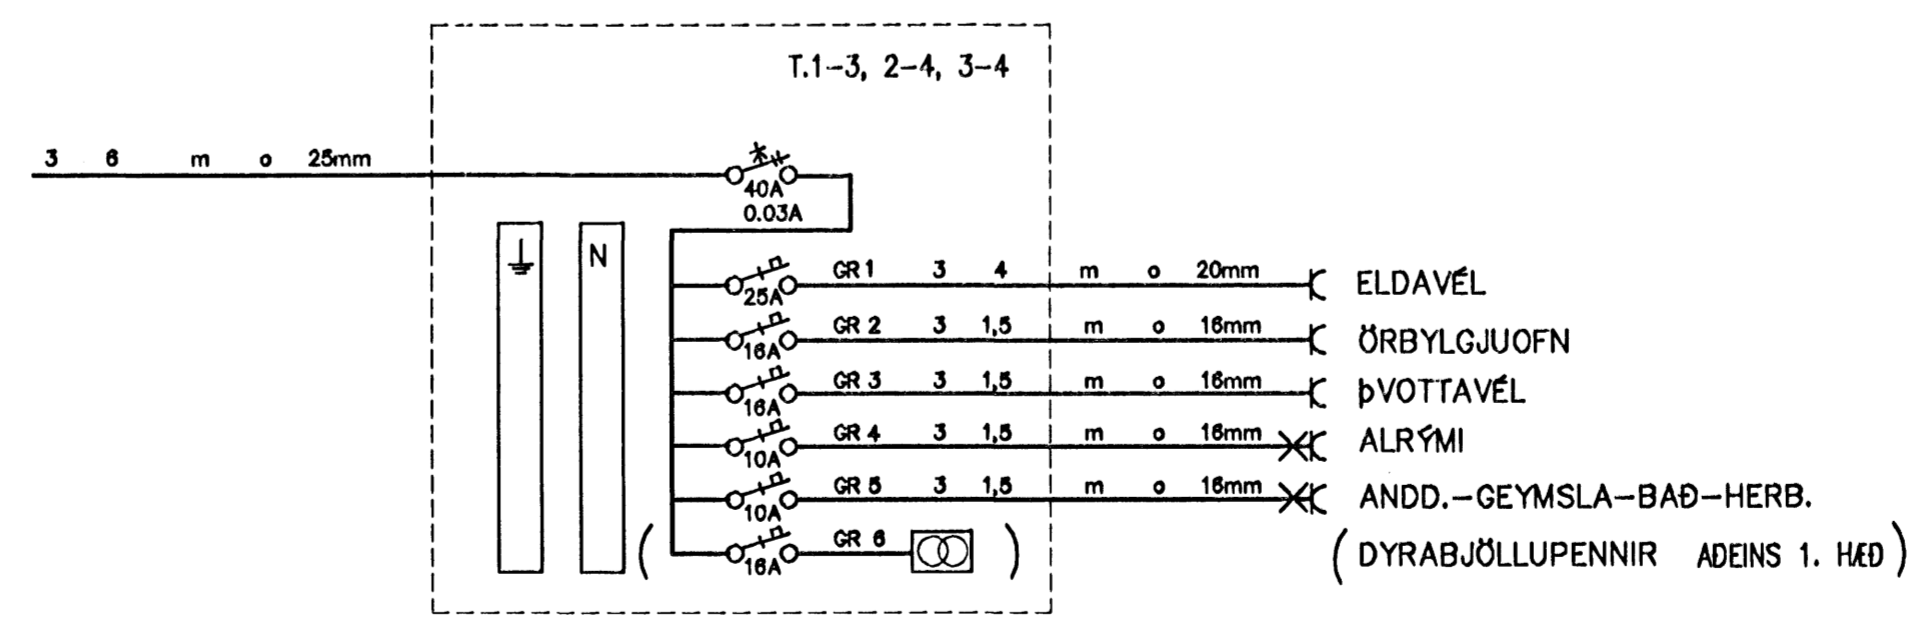 T.1-3, 2-4, 3-4
3 6 m o 25mm
40A
0.03A
N
GR 1 3 4 m o 20mm ELDAVÉL
25A
GR 2 3 1,5 m o 16mm ÖRBYLGJUOFN
16A
GR 3 3 1,5 m o 16mm ÞVOTTAVÉL
16A
GR 4 3 1,5 m o 16mm ALRÝMI
10A
GR 5 3 1,5 m o 16mm ANDD.-GEYMSLA-BAÐ-HERB.
10A
( GR 6 ) ( DYRABJÖLLUPENNIR AÐEINS 1. HÆÐ )
16A